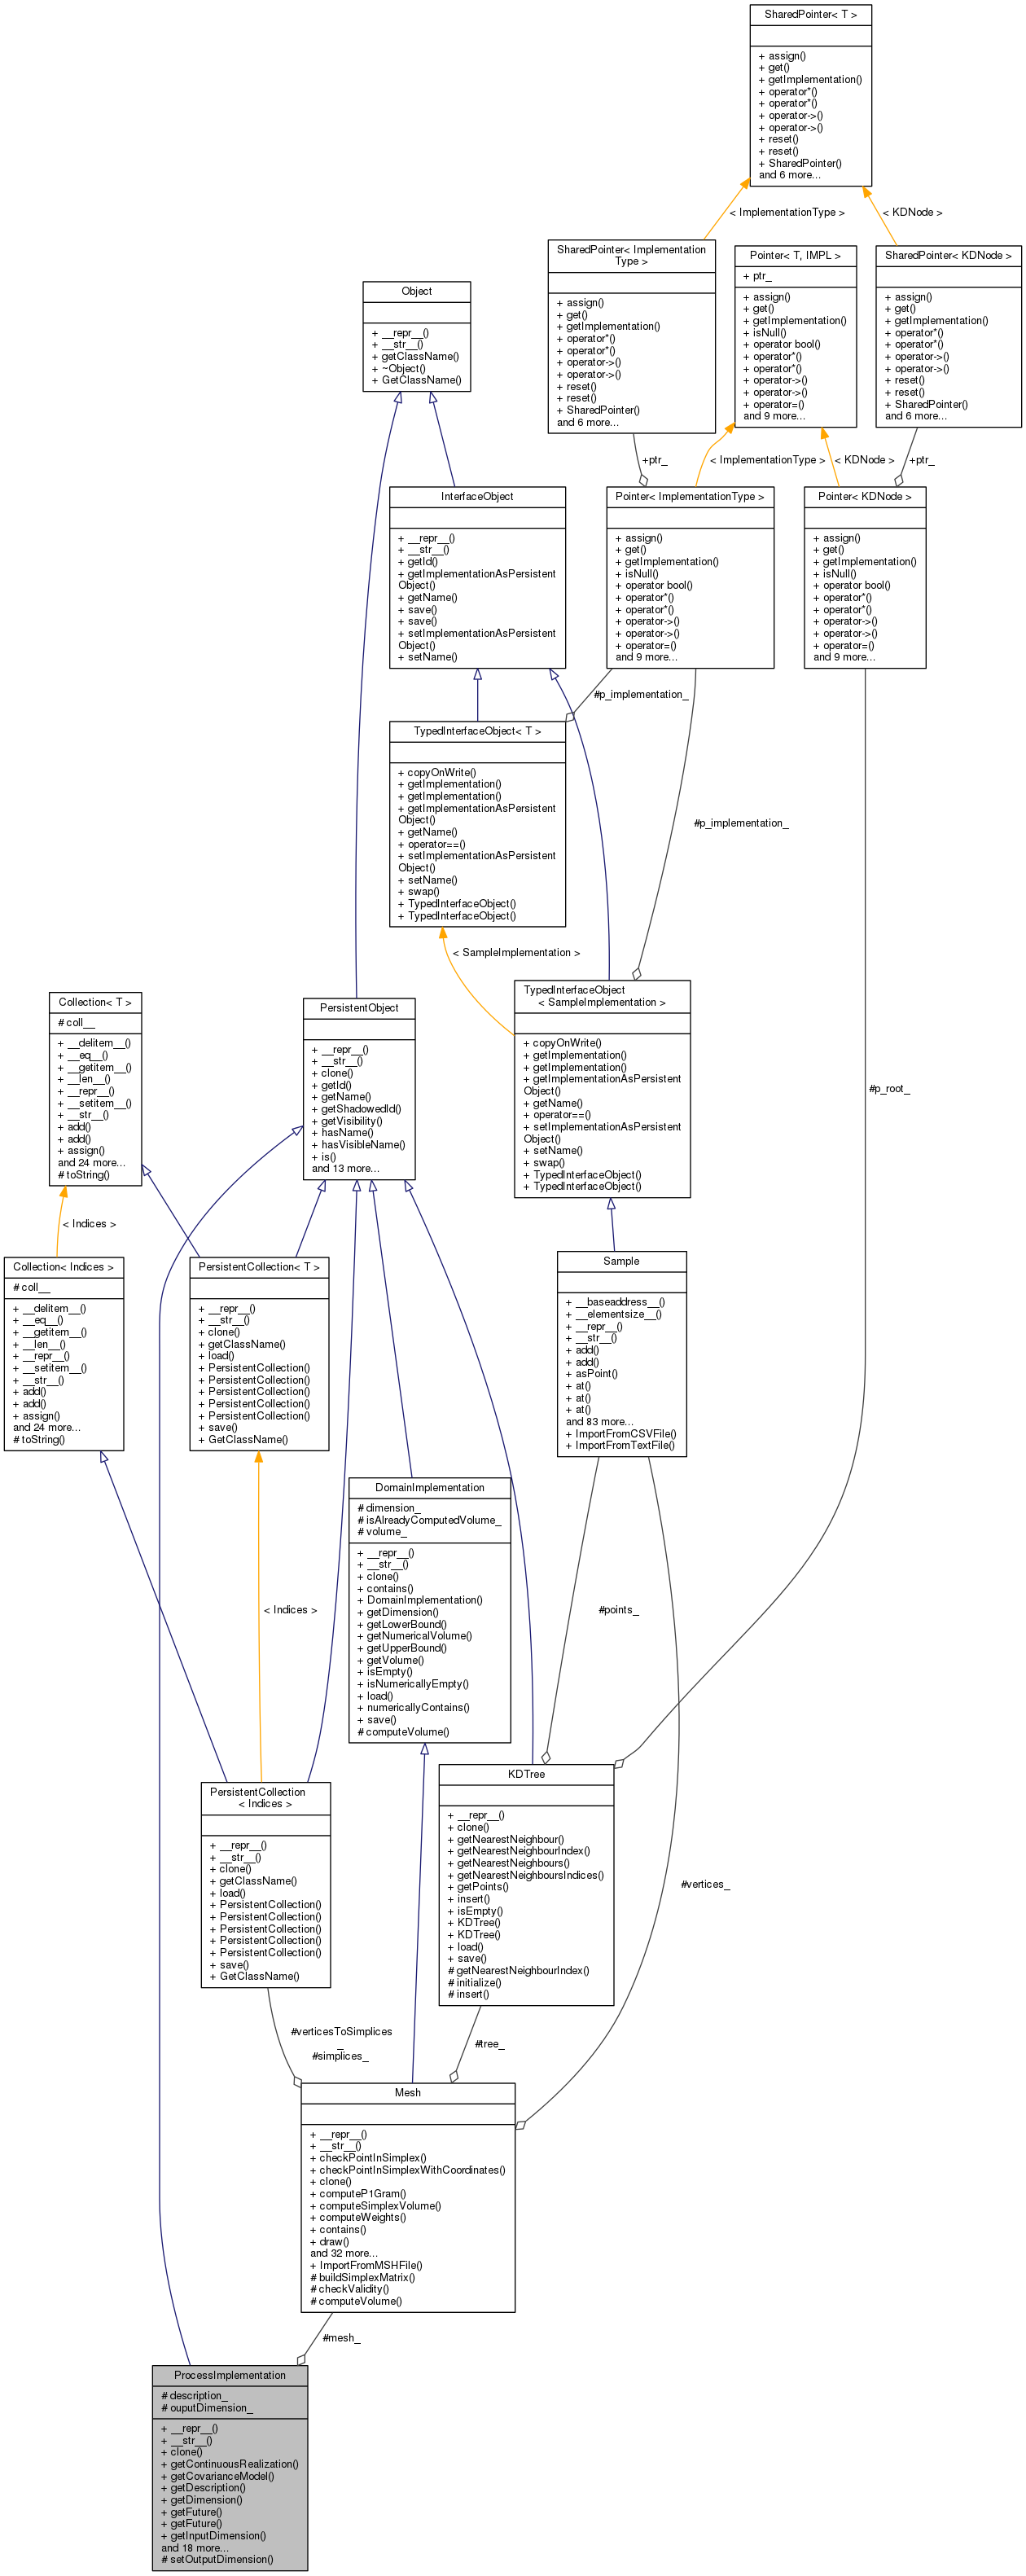 SharedPointer< T >
+ assign()
+ get()
+ getImplementation()
+ operator*()
+ operator*()
+ operator->()
+ operator->()
+ reset()
+ reset()
+ SharedPointer()
and 6 more...
< ImplementationType >
< KDNode >
SharedPointer< Implementation
Type >
+ assign()
+ get()
+ getImplementation()
+ operator*()
+ operator*()
+ operator->()
+ operator->()
+ reset()
+ reset()
+ SharedPointer()
and 6 more...
Pointer< T, IMPL >
+ ptr_
+ assign()
+ get()
+ getImplementation()
+ isNull()
+ operator bool()
+ operator*()
+ operator*()
+ operator->()
+ operator->()
+ operator=()
and 9 more...
SharedPointer< KDNode >
+ assign()
+ get()
+ getImplementation()
+ operator*()
+ operator*()
+ operator->()
+ operator->()
+ reset()
+ reset()
+ SharedPointer()
and 6 more...
Object
+ __repr__()
+ __str__()
+ getClassName()
+ ~Object()
+ GetClassName()
+ptr_
< ImplementationType >
< KDNode >
+ptr_
InterfaceObject
+ __repr__()
+ __str__()
+ getId()
+ getImplementationAsPersistent
Object()
+ getName()
+ save()
+ save()
+ setImplementationAsPersistent
Object()
+ setName()
Pointer< ImplementationType >
+ assign()
+ get()
+ getImplementation()
+ isNull()
+ operator bool()
+ operator*()
+ operator*()
+ operator->()
+ operator->()
+ operator=()
and 9 more...
Pointer< KDNode >
+ assign()
+ get()
+ getImplementation()
+ isNull()
+ operator bool()
+ operator*()
+ operator*()
+ operator->()
+ operator->()
+ operator=()
and 9 more...
#p_implementation_
TypedInterfaceObject< T >
+ copyOnWrite()
+ getImplementation()
+ getImplementation()
+ getImplementationAsPersistent
Object()
+ getName()
+ operator==()
+ setImplementationAsPersistent
Object()
+ setName()
+ swap()
+ TypedInterfaceObject()
+ TypedInterfaceObject()
#p_implementation_
< SampleImplementation >
TypedInterfaceObject
< SampleImplementation >
+ copyOnWrite()
+ getImplementation()
+ getImplementation()
+ getImplementationAsPersistent
Object()
+ getName()
+ operator==()
+ setImplementationAsPersistent
Object()
+ setName()
+ swap()
+ TypedInterfaceObject()
+ TypedInterfaceObject()
#p_root_
Collection< T >
# coll__
+ __delitem__()
+ __eq__()
+ __getitem__()
+ __len__()
+ __repr__()
+ __setitem__()
+ __str__()
+ add()
+ add()
+ assign()
and 24 more...
# toString()
PersistentObject
+ __repr__()
+ __str__()
+ clone()
+ getId()
+ getName()
+ getShadowedId()
+ getVisibility()
+ hasName()
+ hasVisibleName()
+ is()
and 13 more...
< Indices >
Collection< Indices >
# coll__
+ __delitem__()
+ __eq__()
+ __getitem__()
+ __len__()
+ __repr__()
+ __setitem__()
+ __str__()
+ add()
+ add()
+ assign()
and 24 more...
# toString()
PersistentCollection< T >
+ __repr__()
+ __str__()
+ clone()
+ getClassName()
+ load()
+ PersistentCollection()
+ PersistentCollection()
+ PersistentCollection()
+ PersistentCollection()
+ PersistentCollection()
+ save()
+ GetClassName()
Sample
+ __baseaddress__()
+ __elementsize__()
+ __repr__()
+ __str__()
+ add()
+ add()
+ asPoint()
+ at()
+ at()
+ at()
and 83 more...
+ ImportFromCSVFile()
+ ImportFromTextFile()
DomainImplementation
# dimension_
# isAlreadyComputedVolume_
# volume_
+ __repr__()
+ __str__()
+ clone()
+ contains()
+ DomainImplementation()
+ getDimension()
+ getLowerBound()
+ getNumericalVolume()
+ getUpperBound()
+ getVolume()
+ isEmpty()
+ isNumericallyEmpty()
+ load()
+ numericallyContains()
+ save()
# computeVolume()
< Indices >
#points_
PersistentCollection
< Indices >
+ __repr__()
+ __str__()
+ clone()
+ getClassName()
+ load()
+ PersistentCollection()
+ PersistentCollection()
+ PersistentCollection()
+ PersistentCollection()
+ PersistentCollection()
+ save()
+ GetClassName()
KDTree
+ __repr__()
+ clone()
+ getNearestNeighbour()
+ getNearestNeighbourIndex()
+ getNearestNeighbours()
+ getNearestNeighboursIndices()
+ getPoints()
+ insert()
+ isEmpty()
+ KDTree()
+ KDTree()
+ load()
+ save()
# getNearestNeighbourIndex()
# initialize()
# insert()
#vertices_
#verticesToSimplices
_
#simplices_
#tree_
Mesh
+ __repr__()
+ __str__()
+ checkPointInSimplex()
+ checkPointInSimplexWithCoordinates()
+ clone()
+ computeP1Gram()
+ computeSimplexVolume()
+ computeWeights()
+ contains()
+ draw()
and 32 more...
+ ImportFromMSHFile()
# buildSimplexMatrix()
# checkValidity()
# computeVolume()
#mesh_
ProcessImplementation
# description_
# ouputDimension_
+ __repr__()
+ __str__()
+ clone()
+ getContinuousRealization()
+ getCovarianceModel()
+ getDescription()
+ getDimension()
+ getFuture()
+ getFuture()
+ getInputDimension()
and 18 more...
# setOutputDimension()